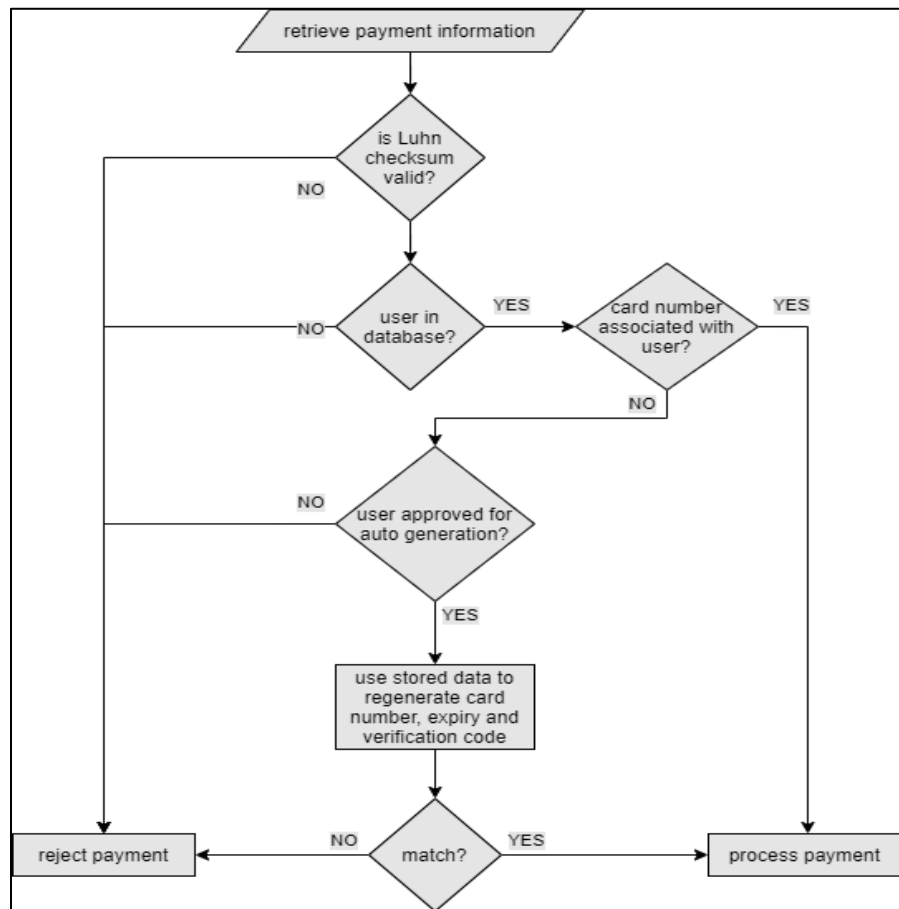 retrieve payment information
is Luhn
checksum
valid?
NO
user in
database?
YES
NO
card number
associated with
user?
YES
NO
user approved for
auto generation?
NO
YES
use stored data to
regenerate card
number, expiry and
verification code
match?
NO
YES
reject payment
process payment